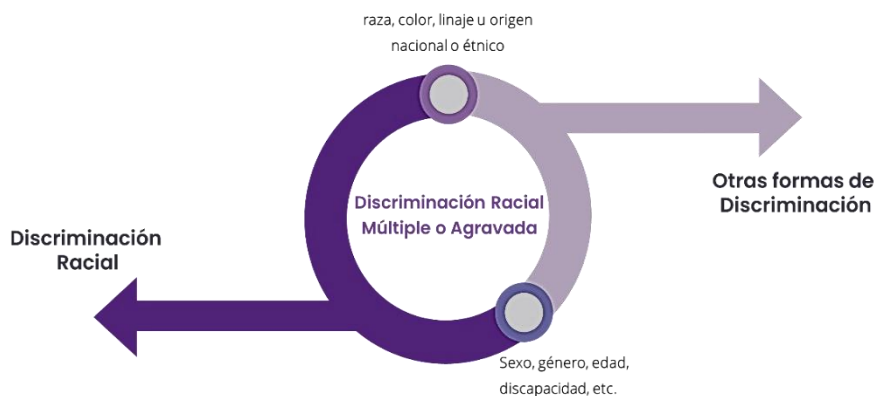 raza, color, linaje u origen
nacional o étnico
Discriminación Racial
Múltiple o Agravada
Otras formas de
Discriminación
Discriminación
Racial
Sexo, género, edad,
discapacidad, etc.